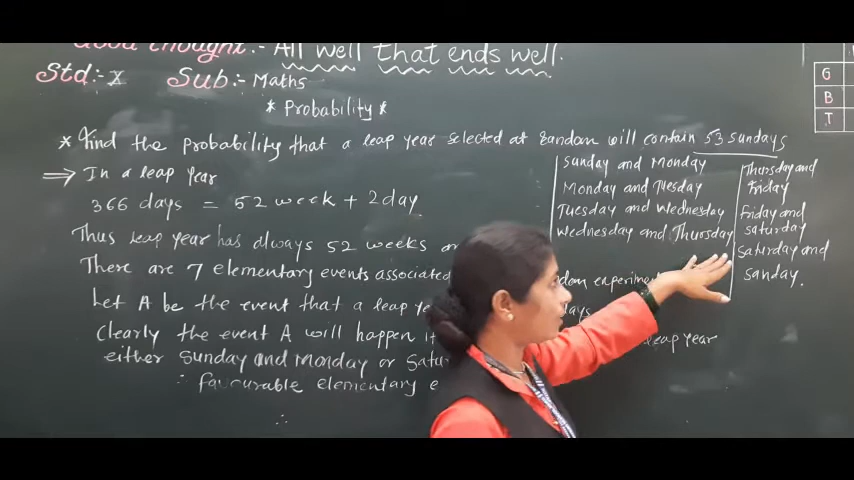 Good Thought :- All well that ends well.
Std:- X Sub:- Maths
* Probability *
* Find the probability that a leap year selected at random will contain 53 sundays
⇒ In a leap year
366 days = 52 week + 2 day
Thus leap year has always 52 weeks
There are 7 elementary events associated
dom experiment
Let A be the event that a leap
days
clearly the event A will happen
leap year
either Sunday and Monday or
∴ favourable elementary
∴
Sunday and Monday
Monday and Tuesday
Tuesday and Wednesday
Wednesday and Thursday
Thursday and
Friday
Friday and
saturday
Saturday and
Sanday.
G
B
T